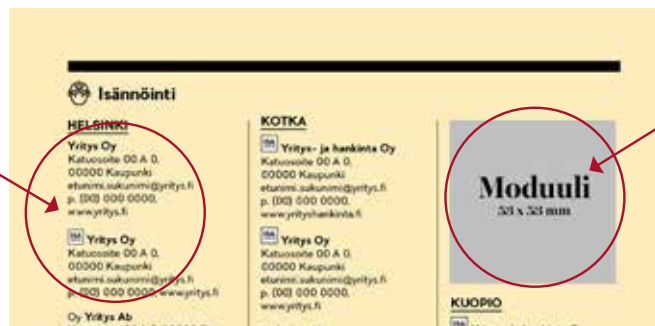 Isännöinti
HELSINKI
Yritys Oy
Katuosoite 00 A 0,
00000 Kaupunki
etunimi.sukunimi@yritys.fi
p. (00) 000 0000,
www.yritys.fi
Yritys Oy
Katuosoite 00 A 0,
00000 Kaupunki
etunimi.sukunimi@yritys.fi
p. (00) 000 0000, www.yritys.fi
Oy Yritys Ab
KOTKA
Yritys- ja hankinta Oy
Katuosoite 00 A 0,
00000 Kaupunki
etunimi.sukunimi@yritys.fi
p. (00) 000 0000,
www.yrityshankinta.fi
Yritys Oy
Katuosoite 00 A 0,
00000 Kaupunki
etunimi.sukunimi@yritys.fi
p. (00) 000 0000,
www.yritys.fi
Moduuli
53 x 53 mm
KUOPIO